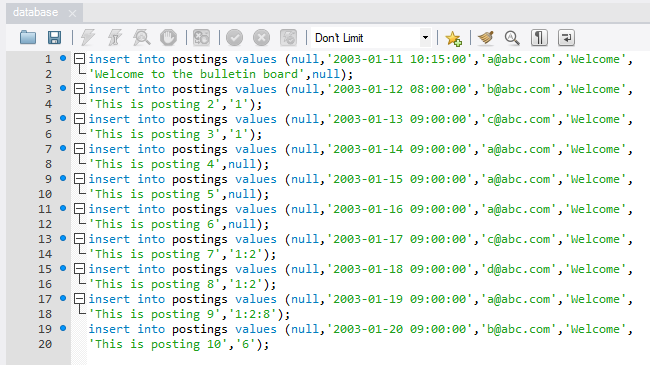 database
Don't Limit
1 insert into postings values (null,'2003-01-11 10:15:00','a@abc.com','Welcome',
2 'Welcome to the bulletin board',null);
3 insert into postings values (null,'2003-01-12 08:00:00','b@abc.com','Welcome',
4 'This is posting 2','1');
5 insert into postings values (null,'2003-01-13 09:00:00','c@abc.com','Welcome',
6 'This is posting 3','1');
7 insert into postings values (null,'2003-01-14 09:00:00','a@abc.com','Welcome',
8 'This is posting 4',null);
9 insert into postings values (null,'2003-01-15 09:00:00','a@abc.com','Welcome',
10 'This is posting 5',null);
11 insert into postings values (null,'2003-01-16 09:00:00','a@abc.com','Welcome',
12 'This is posting 6',null);
13 insert into postings values (null,'2003-01-17 09:00:00','c@abc.com','Welcome',
14 'This is posting 7','1:2');
15 insert into postings values (null,'2003-01-18 09:00:00','d@abc.com','Welcome',
16 'This is posting 8','1:2');
17 insert into postings values (null,'2003-01-19 09:00:00','a@abc.com','Welcome',
18 'This is posting 9','1:2:8');
19 insert into postings values (null,'2003-01-20 09:00:00','b@abc.com','Welcome',
20 'This is posting 10','6');